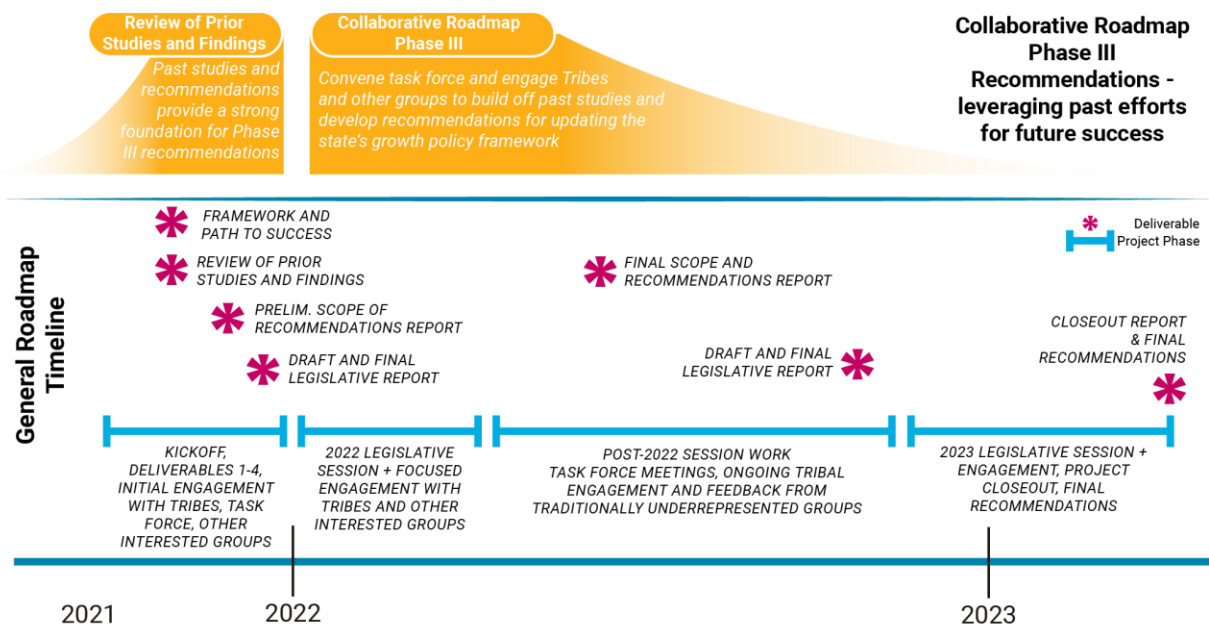 Review of Prior
Studies and Findings
Past studies and
recommendations
provide a strong
foundation for Phase
III recommendations
Collaborative Roadmap
Phase III
Convene task force and engage Tribes
and other groups to build off past studies and
develop recommendations for updating the
state's growth policy framework
Collaborative Roadmap
Phase III
Recommendations -
leveraging past efforts
for future success
General Roadmap
Timeline
FRAMEWORK AND
PATH TO SUCCESS
REVIEW OF PRIOR
STUDIES AND FINDINGS
PRELIM. SCOPE OF
RECOMMENDATIONS REPORT
DRAFT AND FINAL
LEGISLATIVE REPORT
FINAL SCOPE AND
RECOMMENDATIONS REPORT
DRAFT AND FINAL
LEGISLATIVE REPORT
Deliverable
Project Phase
CLOSEOUT REPORT
& FINAL
RECOMMENDATIONS
KICKOFF,
DELIVERABLES 1-4,
INITIAL ENGAGEMENT
WITH TRIBES, TASK
FORCE, OTHER
INTERESTED GROUPS
2022 LEGISLATIVE
SESSION + FOCUSED
ENGAGEMENT WITH
TRIBES AND OTHER
INTERESTED GROUPS
POST-2022 SESSION WORK
TASK FORCE MEETINGS, ONGOING TRIBAL
ENGAGEMENT AND FEEDBACK FROM
TRADITIONALLY UNDERREPRESENTED GROUPS
2023 LEGISLATIVE SESSION +
ENGAGEMENT, PROJECT
CLOSEOUT, FINAL
RECOMMENDATIONS
2021
2022
2023